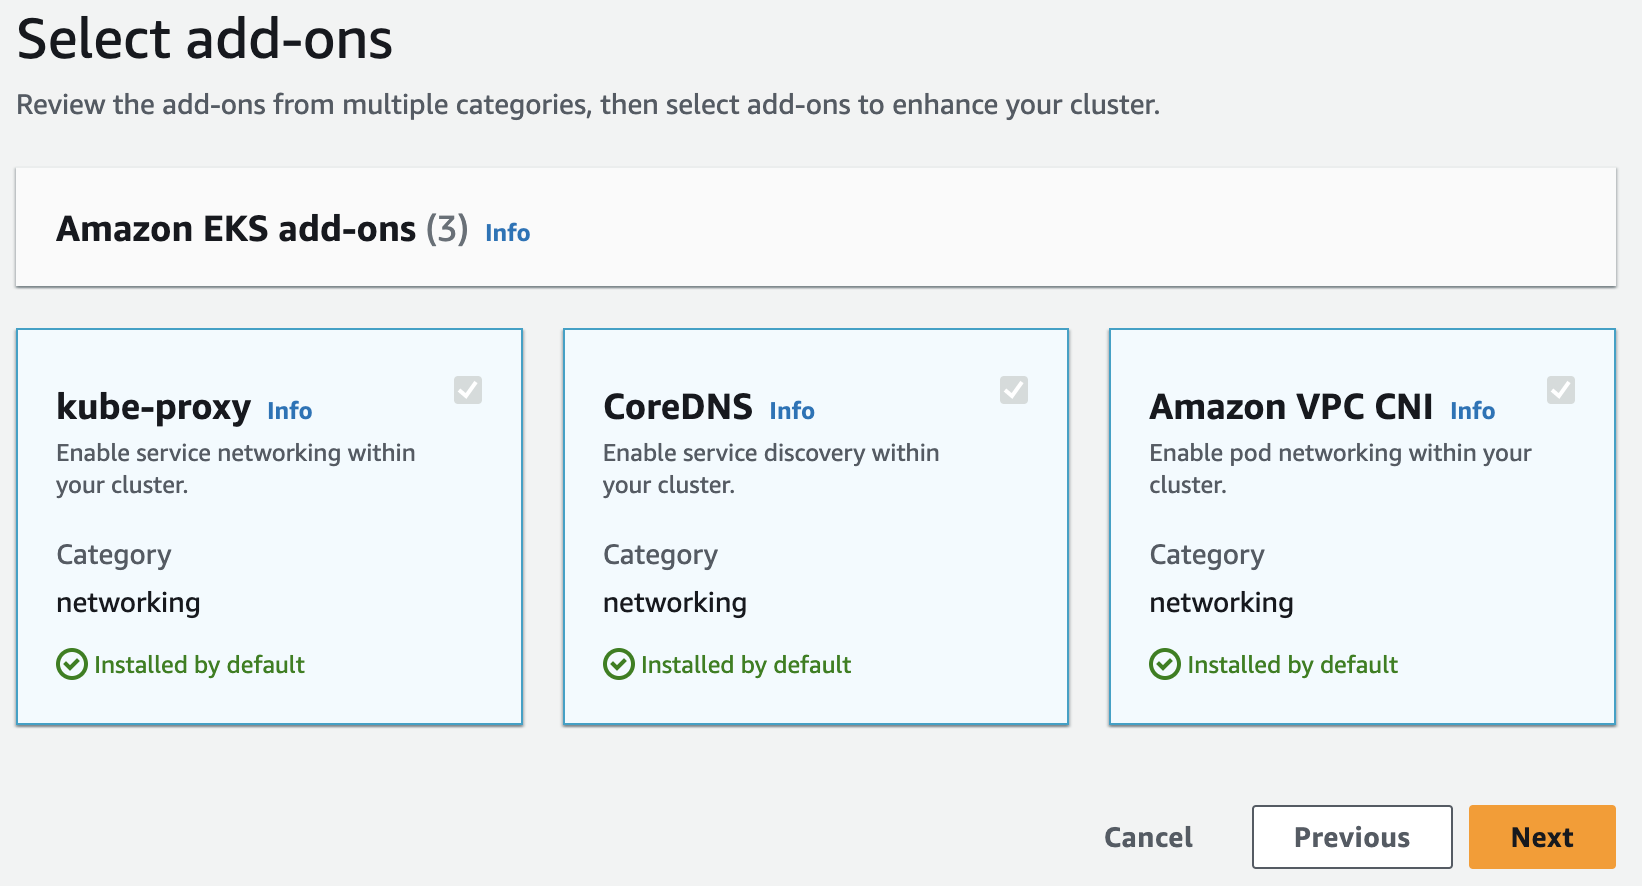 Select add-ons
Review the add-ons from multiple categories, then select add-ons to enhance your cluster.
Amazon EKS add-ons (3) Info
kube-proxy Info
Enable service networking within
your cluster.
Category
networking
Installed by default
CoreDNS Info
Enable service discovery within
your cluster.
Category
networking
Installed by default
Amazon VPC CNI Info
Enable pod networking within your
cluster.
Category
networking
Installed by default
Cancel
Previous
Next